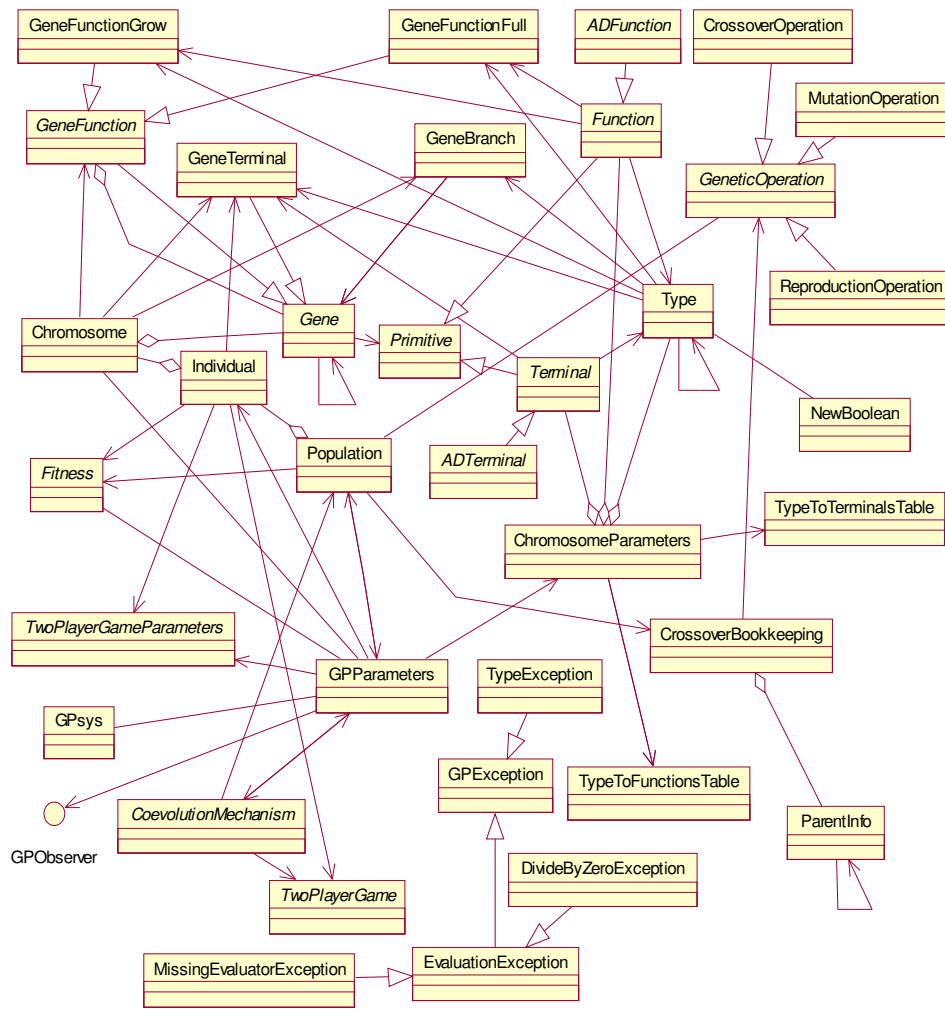 GeneFunctionGrow
GeneFunctionFull
ADFunction
CrossoverOperation
MutationOperation
GeneFunction
GeneTerminal
GeneBranch
Function
GeneticOperation
ReproductionOperation
Type
Chromosome
Gene
Primitive
Individual
Terminal
NewBoolean
Fitness
Population
ADTerminal
TypeToTerminalsTable
ChromosomeParameters
TwoPlayerGameParameters
CrossoverBookkeeping
GPParameters
TypeException
GPsys
GPException
TypeToFunctionsTable
CoevolutionMechanism
ParentInfo
GPObserver
DivideByZeroException
TwoPlayerGame
MissingEvaluatorException
EvaluationException